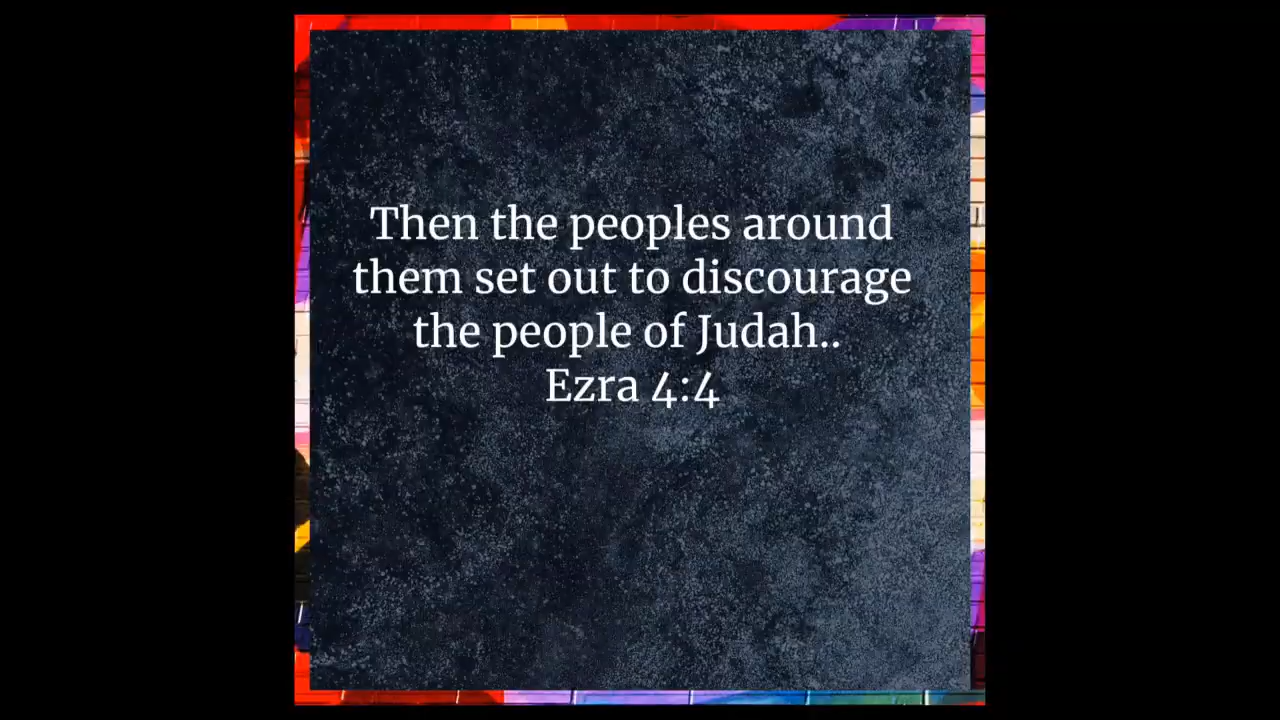 Then the peoples around
them set out to discourage
the people of Judah..
Ezra 4:4